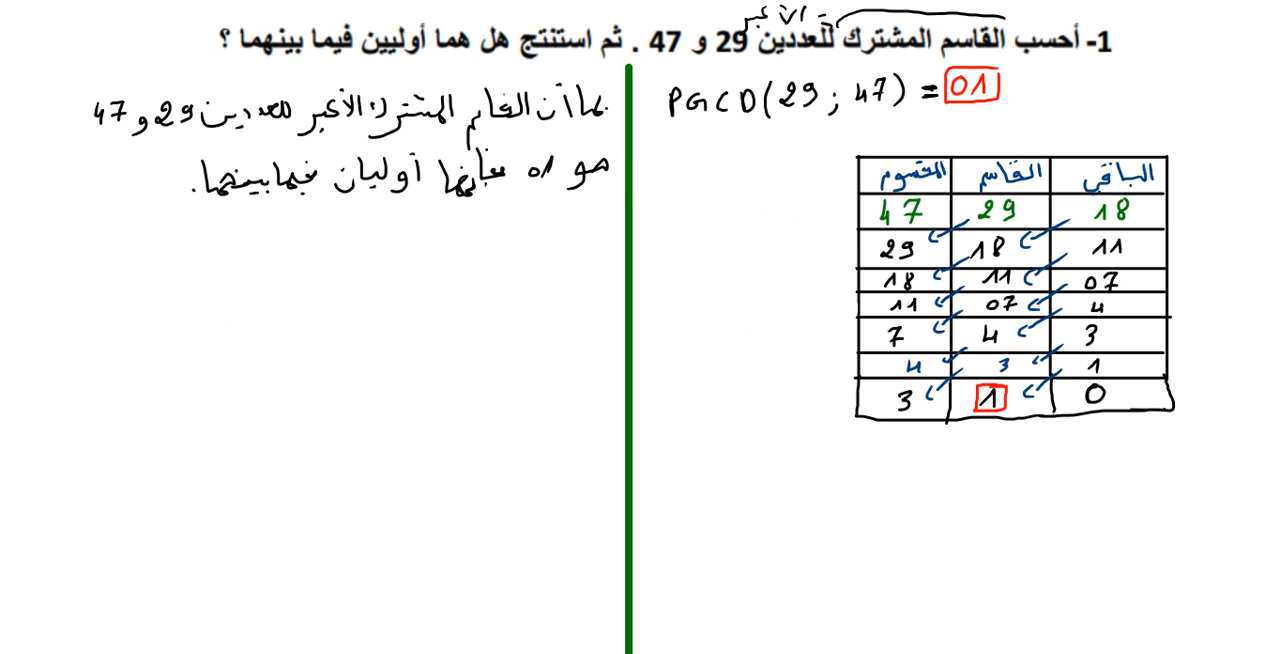 الأكبر
1- أحسب القاسم المشترك للعددين 29 و 47 . ثم استنتج هل هما أوليين فيما بينهما ؟
PGCD(29 ; 47) = 01
المقسوم القاسم الباقي
47 29 18
29 18 11
18 11 07
11 07 4
7 4 3
4 3 1
3 1 0
بما أن القاسم المشترك الأكبر للعددين 29 و 47
هو 01 فإنهما أوليان فيما بينهما.